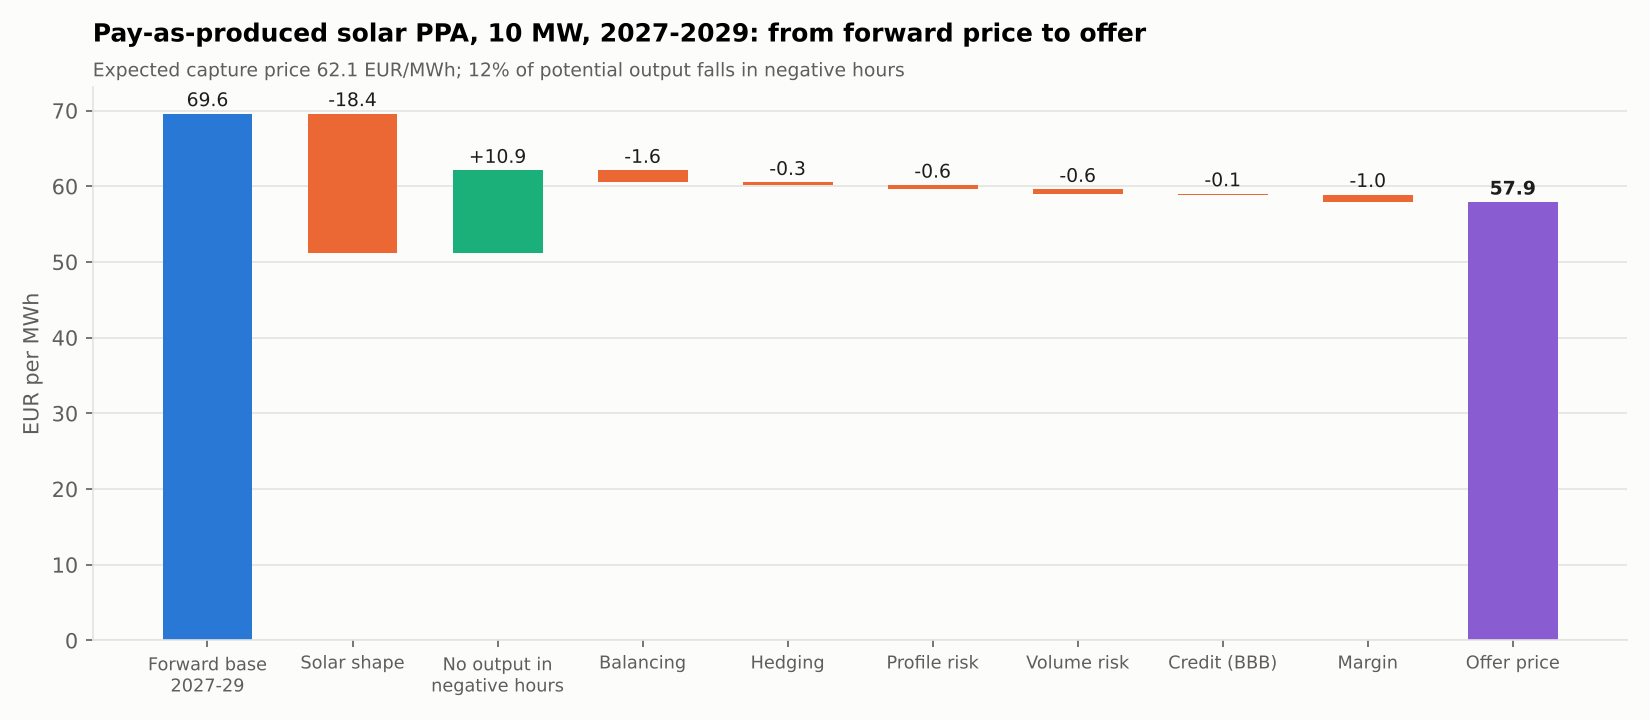 Pay-as-produced solar PPA, 10 MW, 2027-2029: from forward price to offer
Expected capture price 62.1 EUR/MWh; 12% of potential output falls in negative hours
69.6
-18.4
+10.9
-1.6
-0.3
-0.6
-0.6
-0.1
-1.0
57.9
70
60
50
40
30
20
10
0
EUR per MWh
Forward base
2027-29
Solar shape
No output in
negative hours
Balancing
Hedging
Profile risk
Volume risk
Credit (BBB)
Margin
Offer price